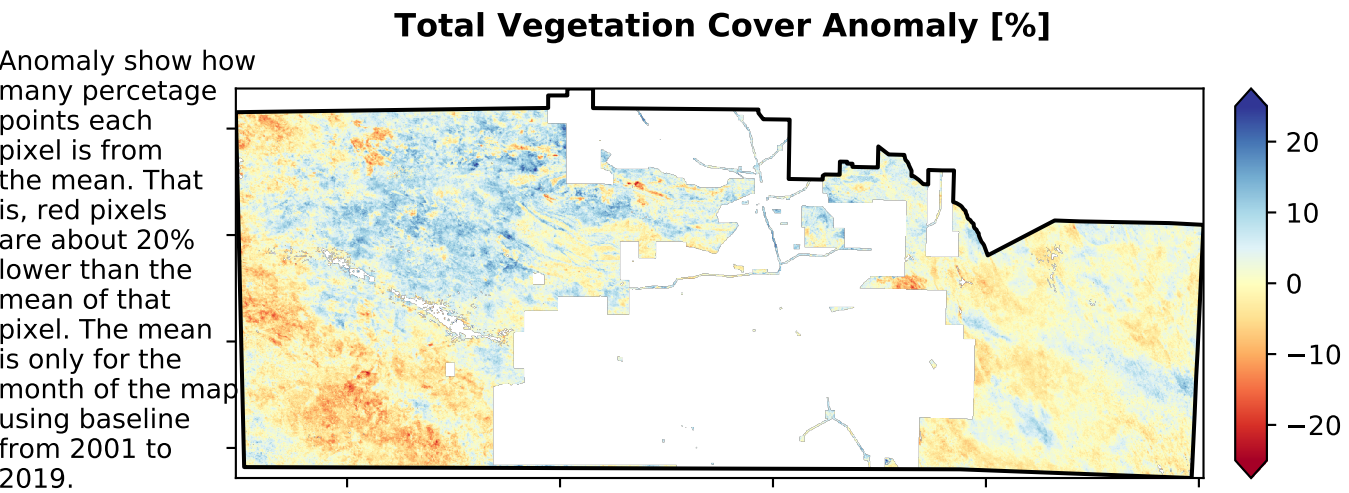 Total Vegetation Cover Anomaly [%]
Anomaly show how
many percetage
points each
pixel is from
the mean. That
is, red pixels
are about 20%
lower than the
mean of that
pixel. The mean
is only for the
month of the map
using baseline
from 2001 to
2019.
20
10
0
−10
−20